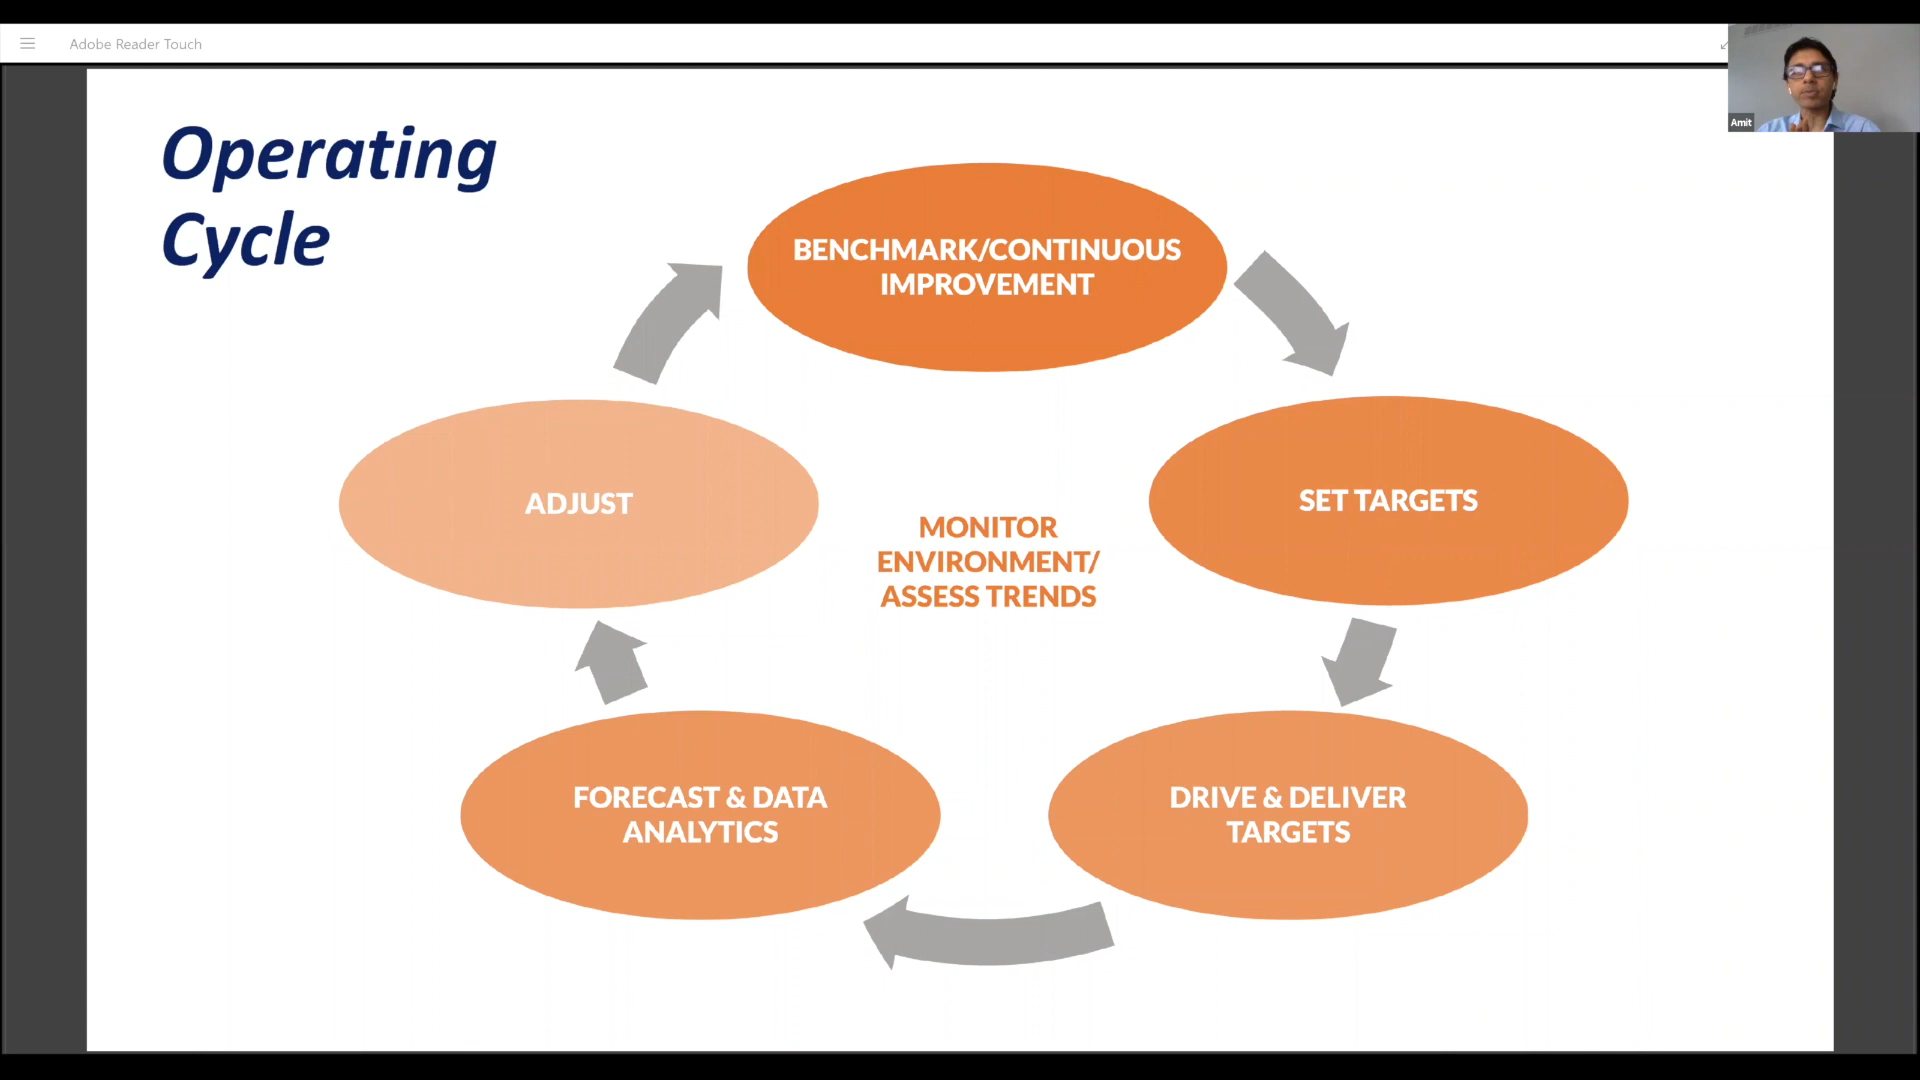 Adobe Reader Touch
Amit
Operating
Cycle
BENCHMARK/CONTINUOUS
IMPROVEMENT
ADJUST
SET TARGETS
MONITOR
ENVIRONMENT/
ASSESS TRENDS
FORECAST & DATA
ANALYTICS
DRIVE & DELIVER
TARGETS